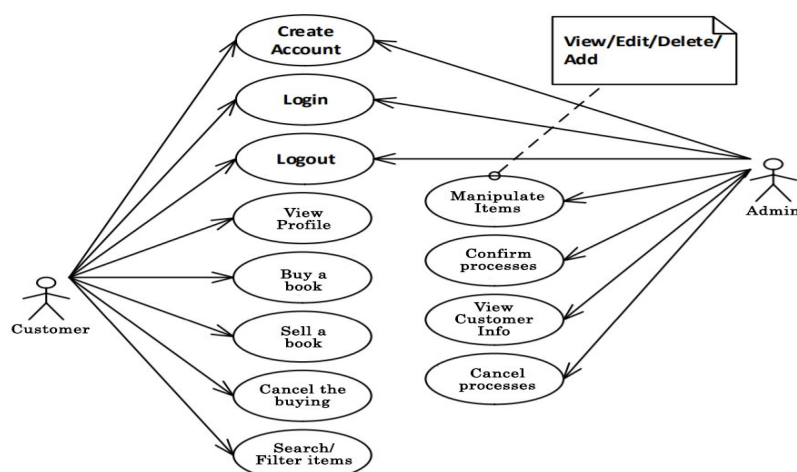 Create
Account
View/Edit/Delete/
Add
Login
Logout
View
Profile
Manipulate
Items
Admin
Buy a
book
Confirm
processes
Customer
Sell a
book
View
Customer
Info
Cancel the
buying
Cancel
processes
Search/
Filter items